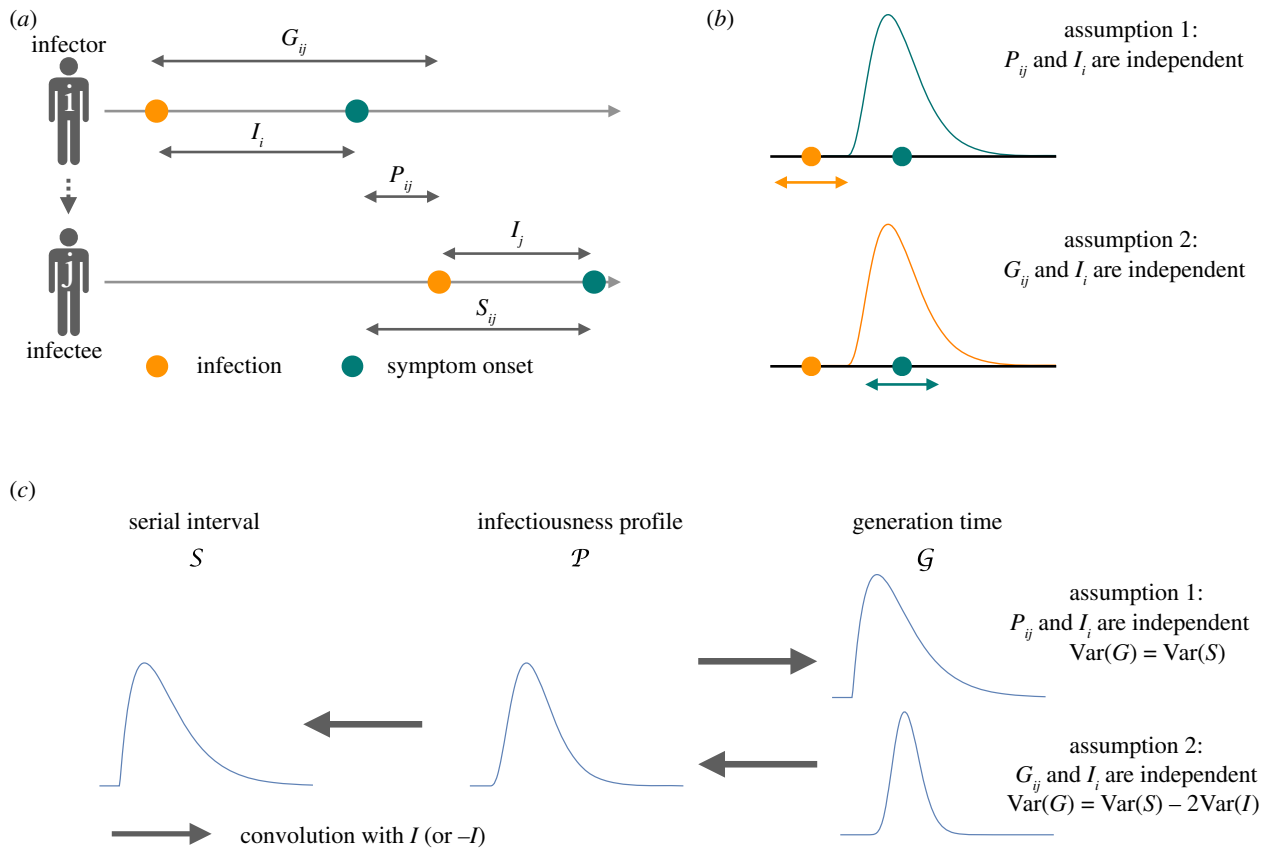 (a)
infector
i
G_ij
I_i
P_ij
I_j
S_ij
j
infectee
infection
symptom onset
(b)
assumption 1:
P_ij and I_i are independent
assumption 2:
G_ij and I_i are independent
(c)
serial interval
S
infectiousness profile
P
generation time
G
assumption 1:
P_ij and I_i are independent
Var(G) = Var(S)
assumption 2:
G_ij and I_i are independent
Var(G) = Var(S) – 2Var(I)
convolution with I (or –I)